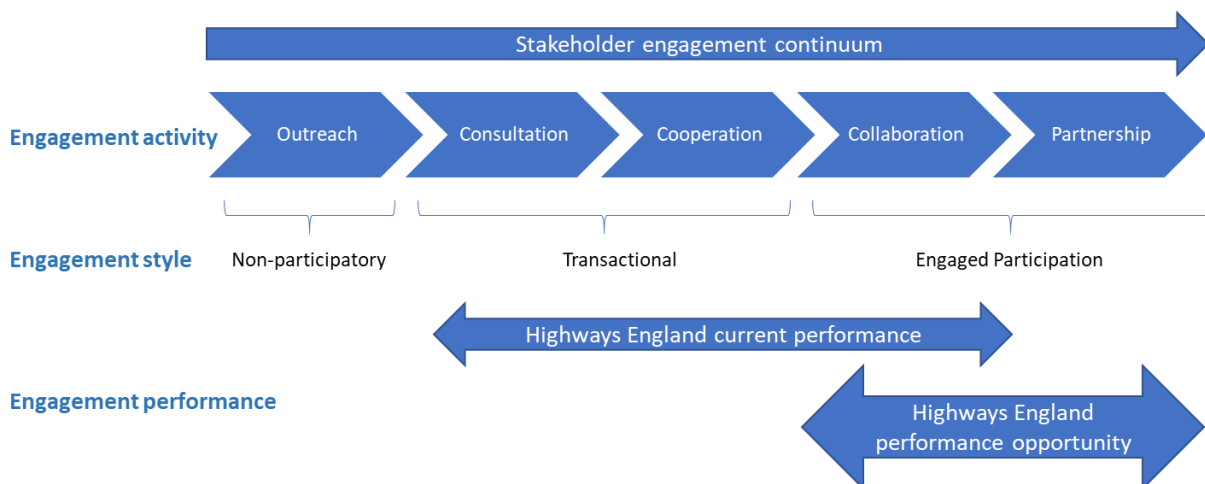 Stakeholder engagement continuum
Engagement activity
Outreach
Consultation
Cooperation
Collaboration
Partnership
Engagement style
Non-participatory
Transactional
Engaged Participation
Highways England current performance
Engagement performance
Highways England
performance opportunity